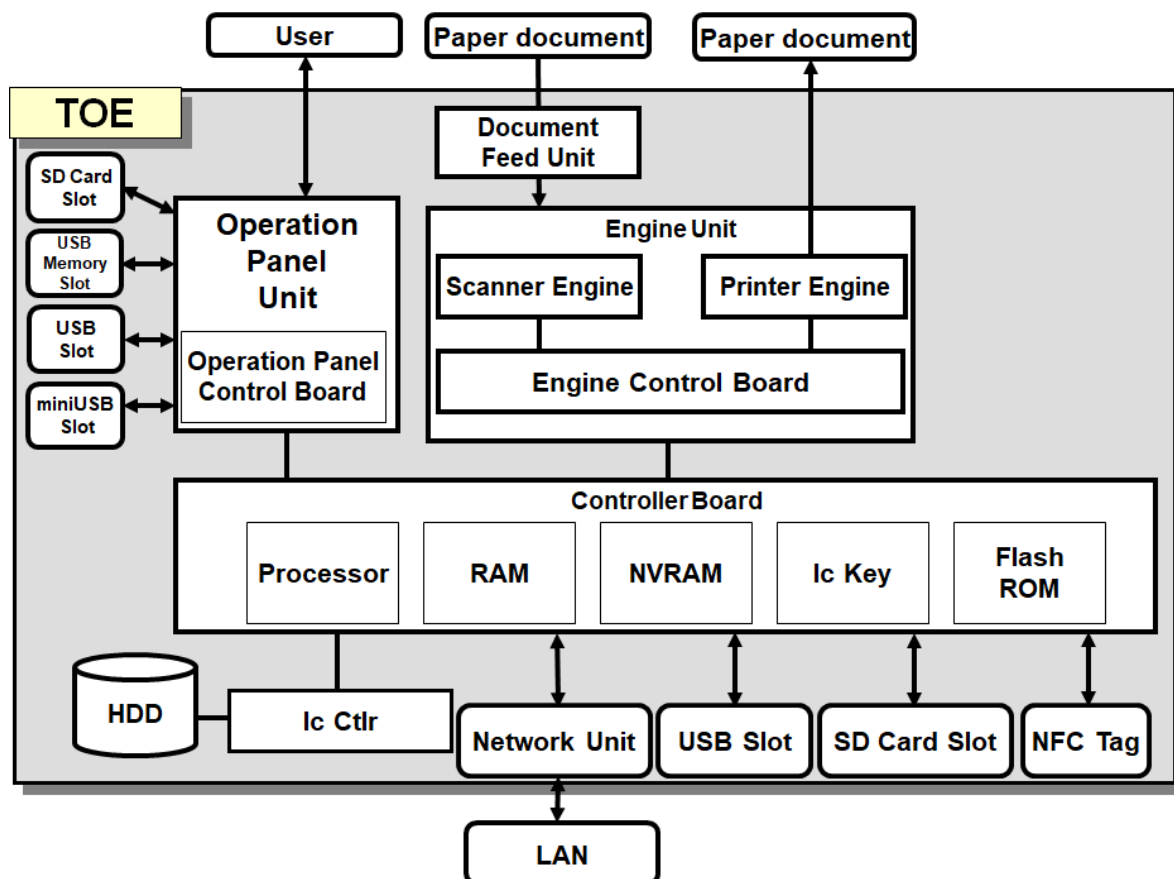 User
Paper document
Paper document
TOE
Document
Feed Unit
SD Card
Slot
USB
Memory
Slot
USB
Slot
miniUSB
Slot
Operation
Panel
Unit
Operation Panel
Control Board
Engine Unit
Scanner Engine
Printer Engine
Engine Control Board
Controller Board
Processor
RAM
NVRAM
Ic Key
Flash
ROM
HDD
Ic Ctlr
Network Unit
USB Slot
SD Card Slot
NFC Tag
LAN